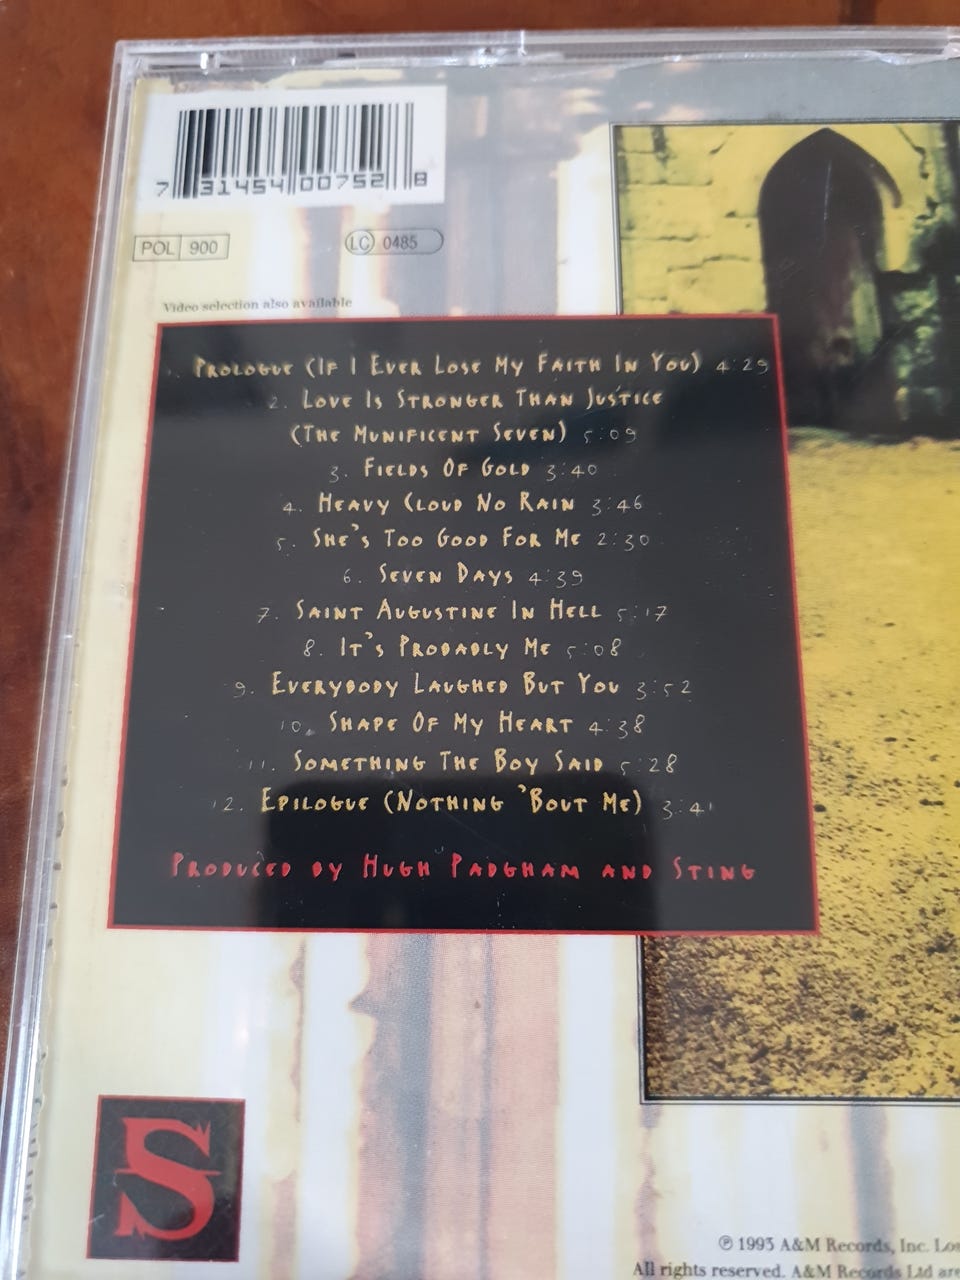 7 31454 00752 8
POL 900
LC 0485
Video selection also available
1. PROLOGUE (IF I EVER LOSE MY FAITH IN YOU) 4:29
2. LOVE IS STRONGER THAN JUSTICE
(THE MUNIFICENT SEVEN) 5:09
3. FIELDS OF GOLD 3:40
4. HEAVY CLOUD NO RAIN 3:46
5. SHE'S TOO GOOD FOR ME 2:30
6. SEVEN DAYS 4:39
7. SAINT AUGUSTINE IN HELL 5:17
8. IT'S PROBABLY ME 5:08
9. EVERYBODY LAUGHED BUT YOU 3:52
10. SHAPE OF MY HEART 4:38
11. SOMETHING THE BOY SAID 5:28
12. EPILOGUE (NOTHING 'BOUT ME) 3:41
PRODUCED BY HUGH PADGHAM AND STING
S
℗ 1993 A&M Records, Inc. Los
All rights reserved. A&M Records Ltd are